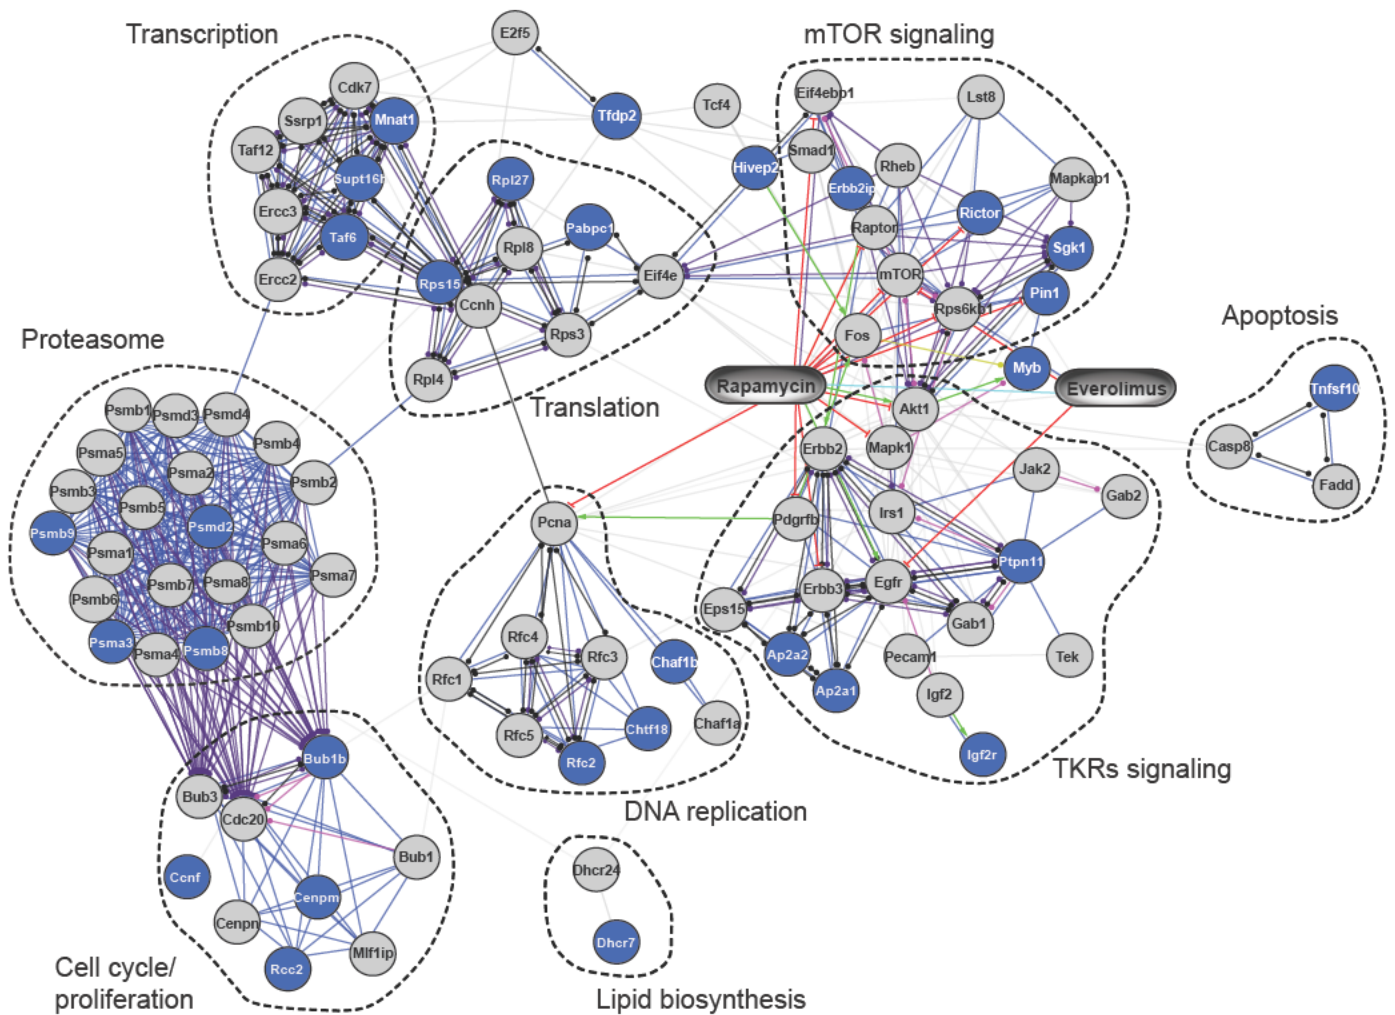 Transcription
E2f5
mTOR signaling
Cdk7
Eif4ebp1
Lst8
Ssrp1
Mnat1
Tfdp2
Tcf4
Taf12
Smad1
Supt16h
Rpl27
Hivep2
Erbb2ip
Rheb
Mapkap1
Ercc3
Taf6
Rpl8
Pabpc1
Raptor
Rictor
Sgk1
Ercc2
Rps15
Ccnh
Eif4e
mTOR
Pin1
Rps6kb1
Proteasome
Rps3
Fos
Apoptosis
Rpl4
Myb
Rapamycin
Everolimus
Tnfsf10
Translation
Akt1
Psmb1
Psmd3
Psmd4
Psmb4
Erbb2
Mapk1
Casp8
Psma5
Psma2
Psmb2
Jak2
Fadd
Psmb3
Psmb5
Gab2
Psmb9
Psmd2
Pcna
Pdgfrb
Irs1
Psma1
Psma6
Ptpn11
Psmb7
Psma8
Psma7
Erbb3
Egfr
Psmb6
Psmb10
Eps15
Gab1
Psma3
Psma4
Psmb8
Rfc4
Rfc3
Chaf1b
Ap2a2
Pecam1
Tek
Rfc1
Ap2a1
Igf2
Rfc5
Rfc2
Chtf18
Chaf1a
Igf2r
Bub1b
TKRs signaling
Bub3
Cdc20
DNA replication
Bub1
Ccnf
Cenpm
Dhcr24
Cenpn
Dhcr7
Rcc2
Mlf1ip
Cell cycle/
proliferation
Lipid biosynthesis